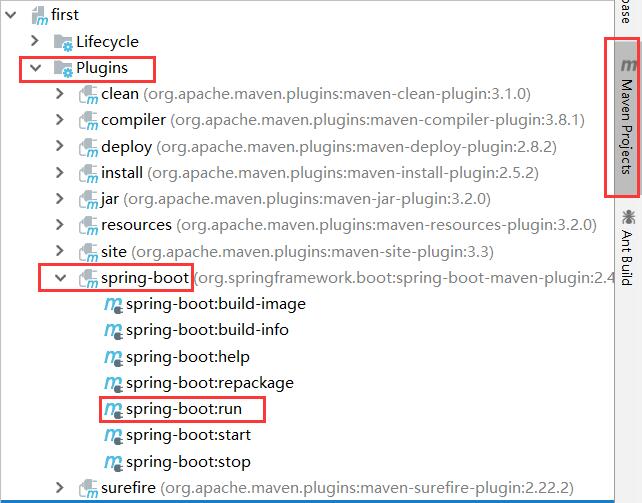 first
Lifecycle
Plugins
clean (org.apache.maven.plugins:maven-clean-plugin:3.1.0)
compiler (org.apache.maven.plugins:maven-compiler-plugin:3.8.1)
deploy (org.apache.maven.plugins:maven-deploy-plugin:2.8.2)
install (org.apache.maven.plugins:maven-install-plugin:2.5.2)
jar (org.apache.maven.plugins:maven-jar-plugin:3.2.0)
resources (org.apache.maven.plugins:maven-resources-plugin:3.2.0)
site (org.apache.maven.plugins:maven-site-plugin:3.3)
spring-boot (org.springframework.boot:spring-boot-maven-plugin:2.4
spring-boot:build-image
spring-boot:build-info
spring-boot:help
spring-boot:repackage
spring-boot:run
spring-boot:start
spring-boot:stop
surefire (org.apache.maven.plugins:maven-surefire-plugin:2.22.2)
base
Maven Projects
Ant Build